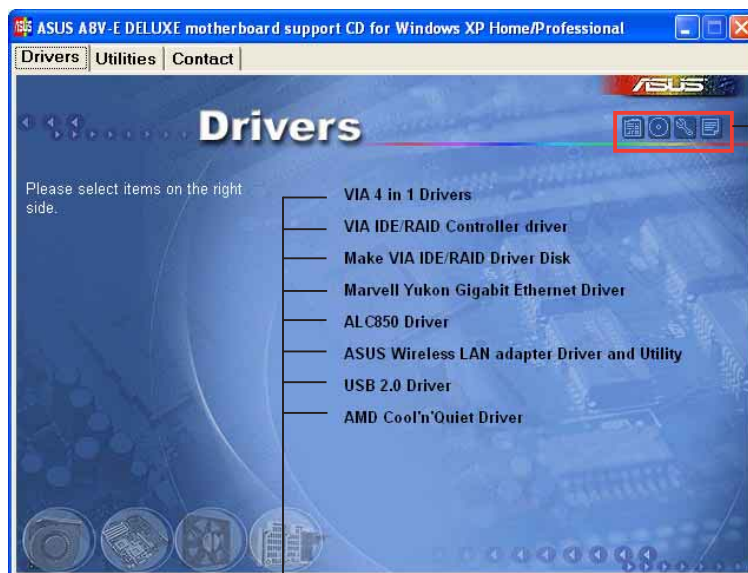 ASUS A8V-E DELUXE motherboard support CD for Windows XP Home/Professional
Drivers Utilities Contact
ASUS
Drivers
Please select items on the right
side.
VIA 4 in 1 Drivers
VIA IDE/RAID Controller driver
Make VIA IDE/RAID Driver Disk
Marvell Yukon Gigabit Ethernet Driver
ALC850 Driver
ASUS Wireless LAN adapter Driver and Utility
USB 2.0 Driver
AMD Cool'n'Quiet Driver